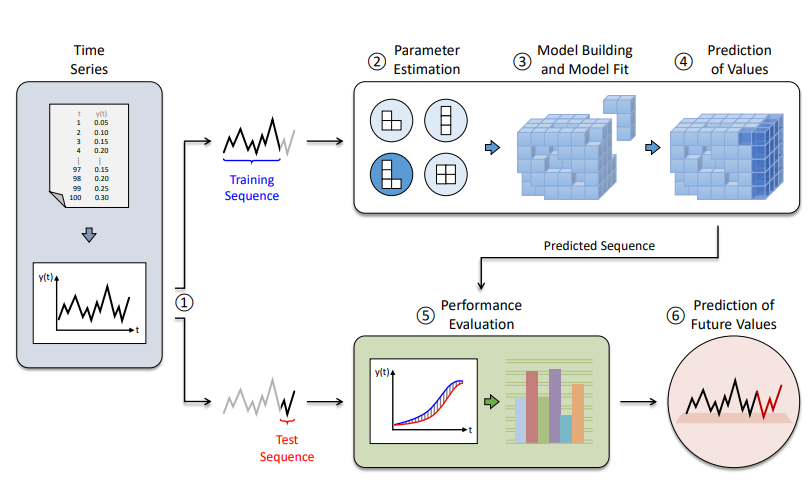 Time
Series
t y(t)
1 0.05
2 0.10
3 0.15
4 0.20
⋮ ⋮
97 0.15
98 0.20
99 0.25
100 0.30
y(t)
t
①
Training
Sequence
Test
Sequence
② Parameter
Estimation
③ Model Building
and Model Fit
④ Prediction
of Values
Predicted Sequence
⑤ Performance
Evaluation
y(t)
t
⑥ Prediction of
Future Values